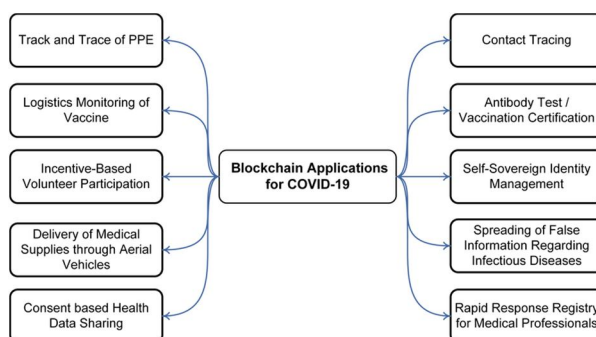 Track and Trace of PPE
Logistics Monitoring of
Vaccine
Incentive-Based
Volunteer Participation
Delivery of Medical
Supplies through Aerial
Vehicles
Consent based Health
Data Sharing
Blockchain Applications
for COVID-19
Contact Tracing
Antibody Test /
Vaccination Certification
Self-Sovereign Identity
Management
Spreading of False
Information Regarding
Infectious Diseases
Rapid Response Registry
for Medical Professionals